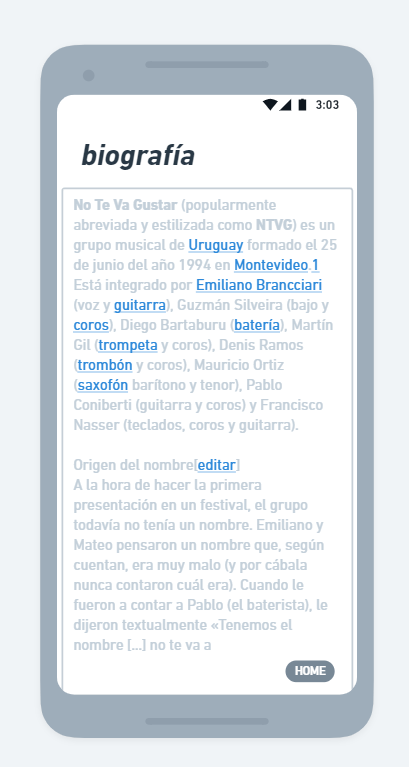 3:03
biografía
No Te Va Gustar (popularmente
abreviada y estilizada como NTVG) es un
grupo musical de Uruguay formado el 25
de junio del año 1994 en Montevideo.1
Está integrado por Emiliano Brancciari
(voz y guitarra), Guzmán Silveira (bajo y
coros), Diego Bartaburu (batería), Martín
Gil (trompeta y coros), Denis Ramos
(trombón y coros), Mauricio Ortiz
(saxofón barítono y tenor), Pablo
Coniberti (guitarra y coros) y Francisco
Nasser (teclados, coros y guitarra).
Origen del nombre[editar]
A la hora de hacer la primera
presentación en un festival, el grupo
todavía no tenía un nombre. Emiliano y
Mateo pensaron un nombre que, según
cuentan, era muy malo (y por cábala
nunca contaron cuál era). Cuando le
fueron a contar a Pablo (el baterista), le
dijeron textualmente «Tenemos el
nombre [...] no te va a
HOME